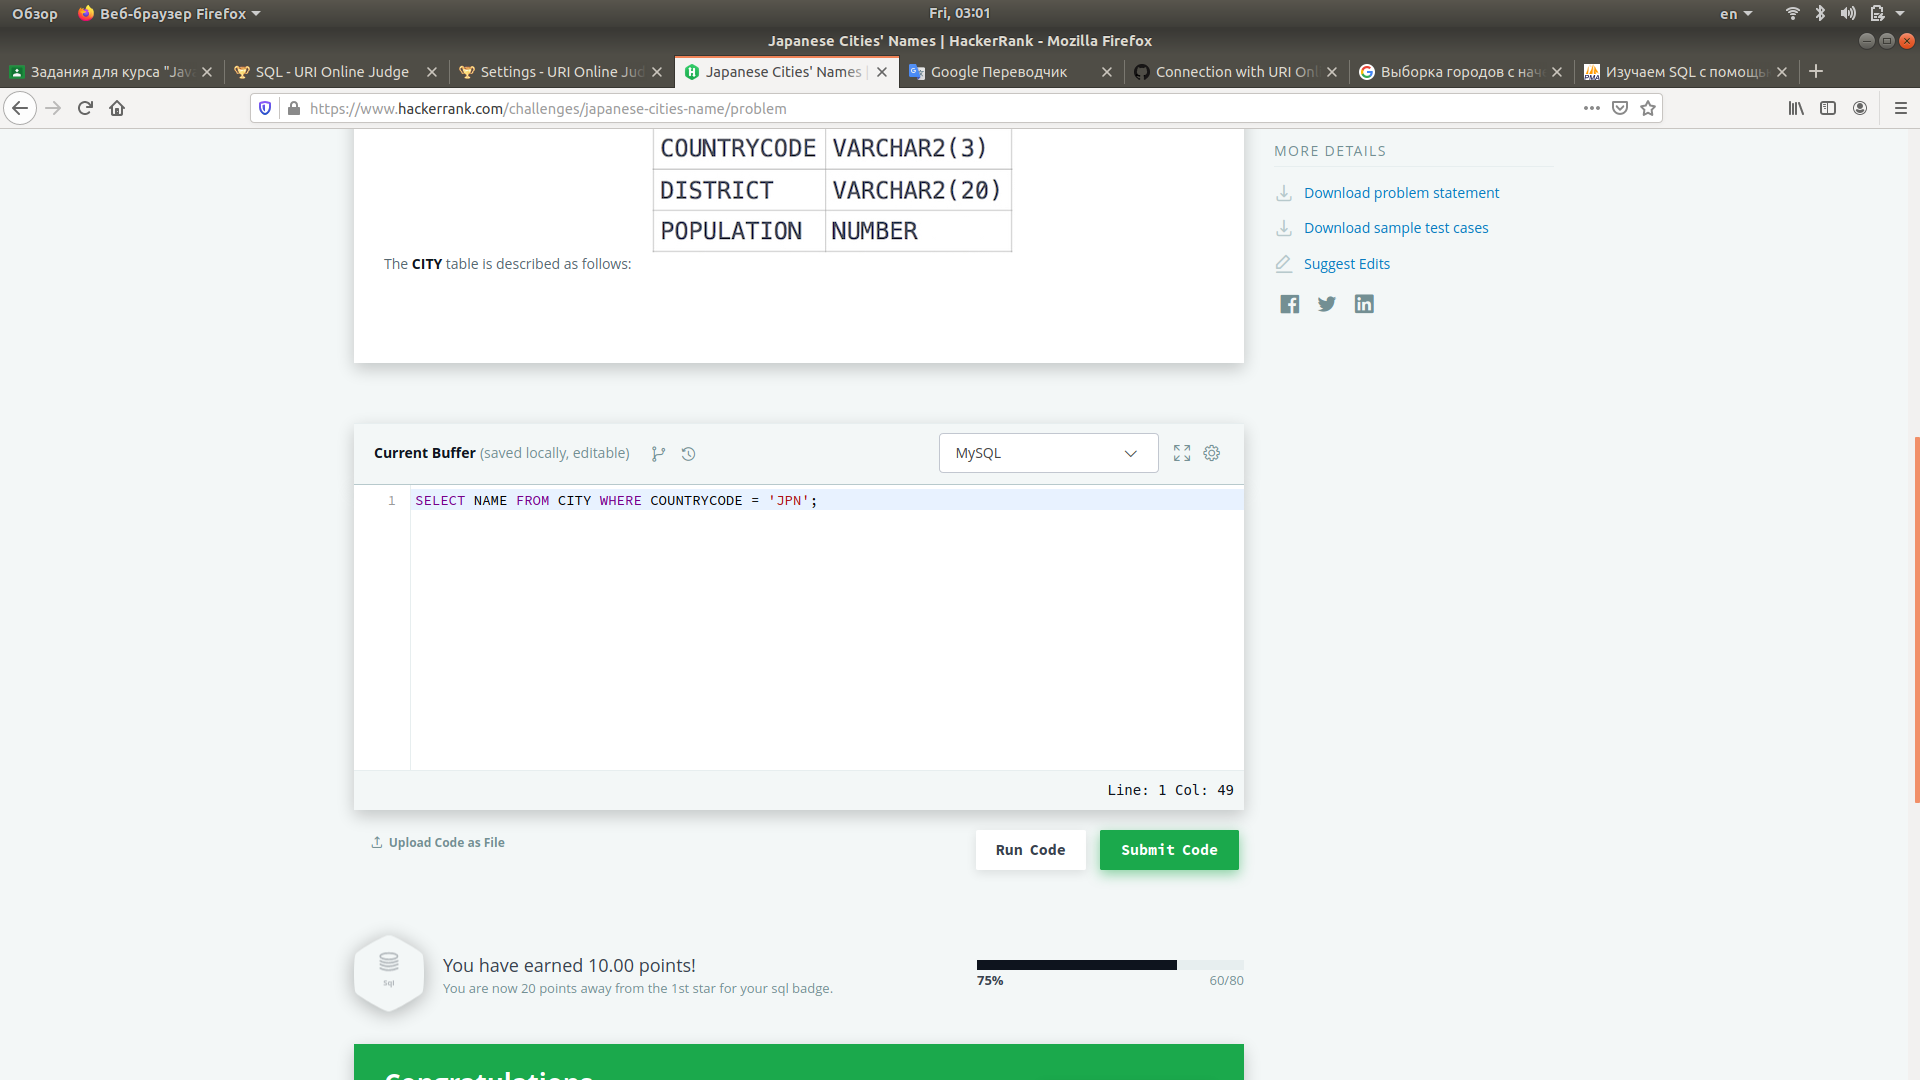 Обзор Веб-браузер Firefox Fri, 03:01 en
Japanese Cities' Names | HackerRank - Mozilla Firefox
Задания для курса "Jav SQL - URI Online Judge Settings - URI Online Jud Japanese Cities' Names | Google Переводчик Connection with URI Onl Выборка городов с нач Изучаем SQL с помощь
https://www.hackerrank.com/challenges/japanese-cities-name/problem
COUNTRYCODE VARCHAR2(3)
DISTRICT VARCHAR2(20)
POPULATION NUMBER
The CITY table is described as follows:
MORE DETAILS
Download problem statement
Download sample test cases
Suggest Edits
Current Buffer (saved locally, editable) MySQL
1 SELECT NAME FROM CITY WHERE COUNTRYCODE = 'JPN';
Line: 1 Col: 49
Upload Code as File Run Code Submit Code
Sql
You have earned 10.00 points!
You are now 20 points away from the 1st star for your sql badge.
75% 60/80
Congratulations